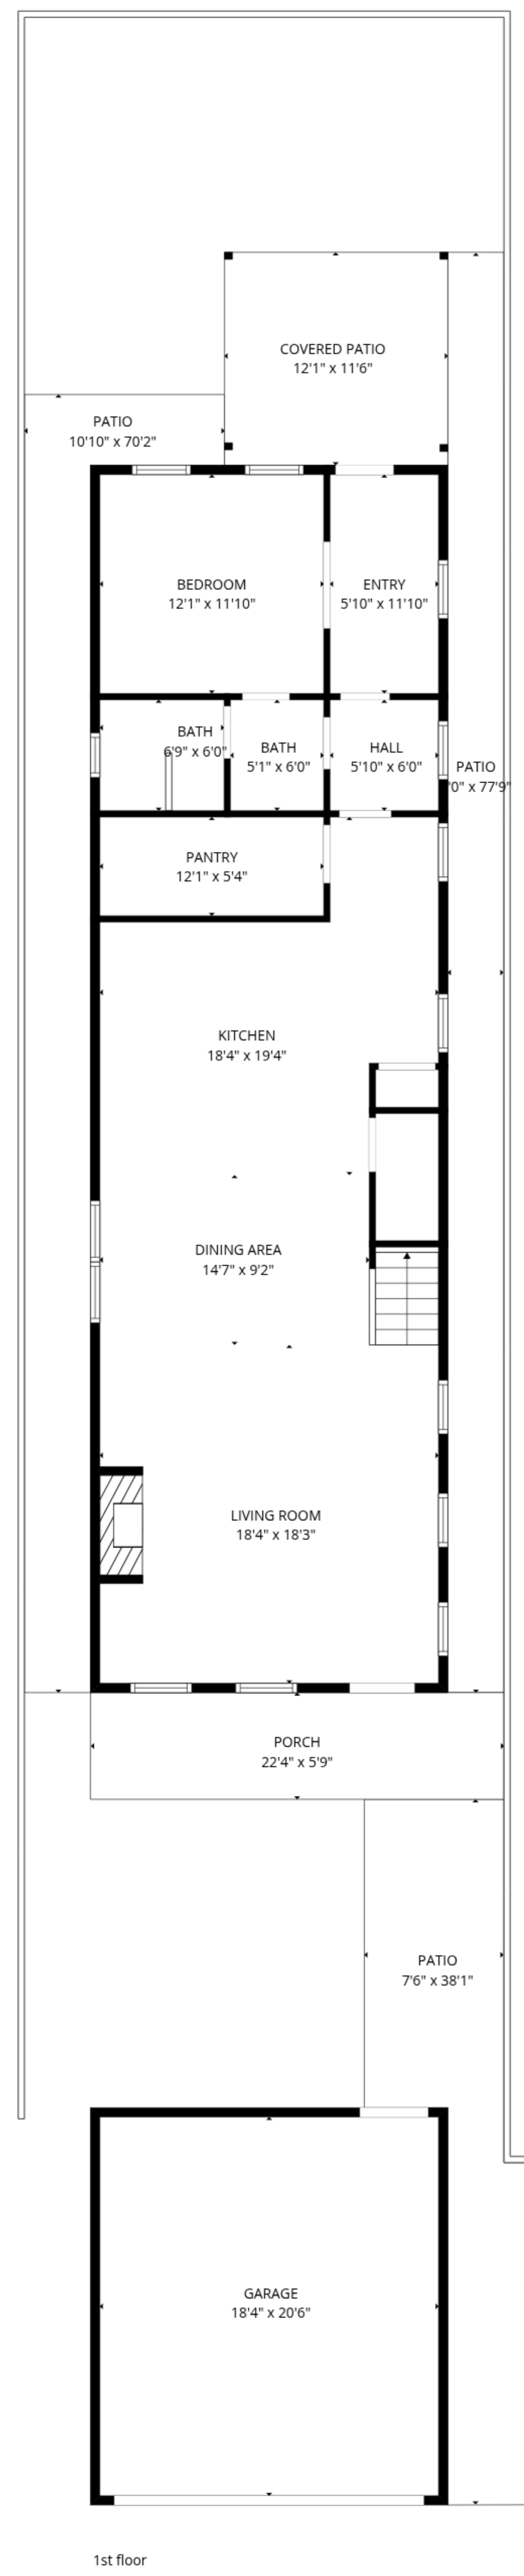 COVERED PATIO
12'1" x 11'6"
PATIO
10'10" x 70'2"
BEDROOM
12'1" x 11'10"
ENTRY
5'10" x 11'10"
BATH
6'9" x 6'0"
BATH
5'1" x 6'0"
HALL
5'10" x 6'0"
PATIO
'0" x 77'9"
PANTRY
12'1" x 5'4"
KITCHEN
18'4" x 19'4"
DINING AREA
14'7" x 9'2"
LIVING ROOM
18'4" x 18'3"
PORCH
22'4" x 5'9"
PATIO
7'6" x 38'1"
GARAGE
18'4" x 20'6"
1st floor